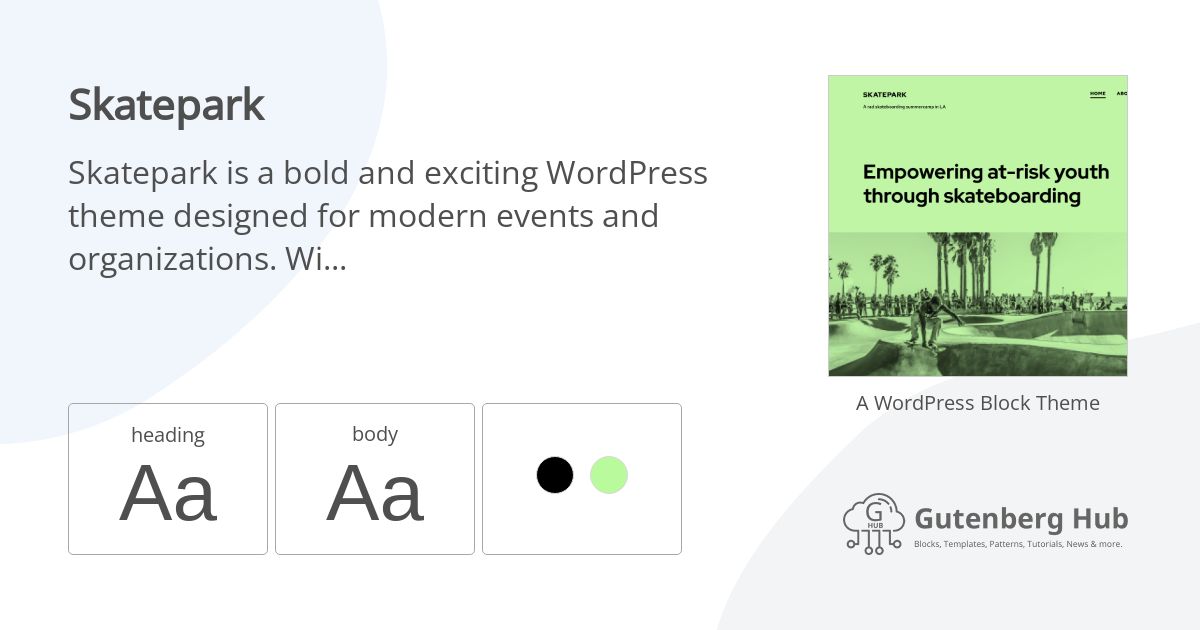 Skatepark
Skatepark is a bold and exciting WordPress
theme designed for modern events and
organizations. Wi...
heading
Aa
body
Aa
SKATEPARK
A rad skateboarding summercamp in LA
HOME ABO
Empowering at-risk youth
through skateboarding
A WordPress Block Theme
G
HUB
Gutenberg Hub
Blocks, Templates, Patterns, Tutorials, News & more.